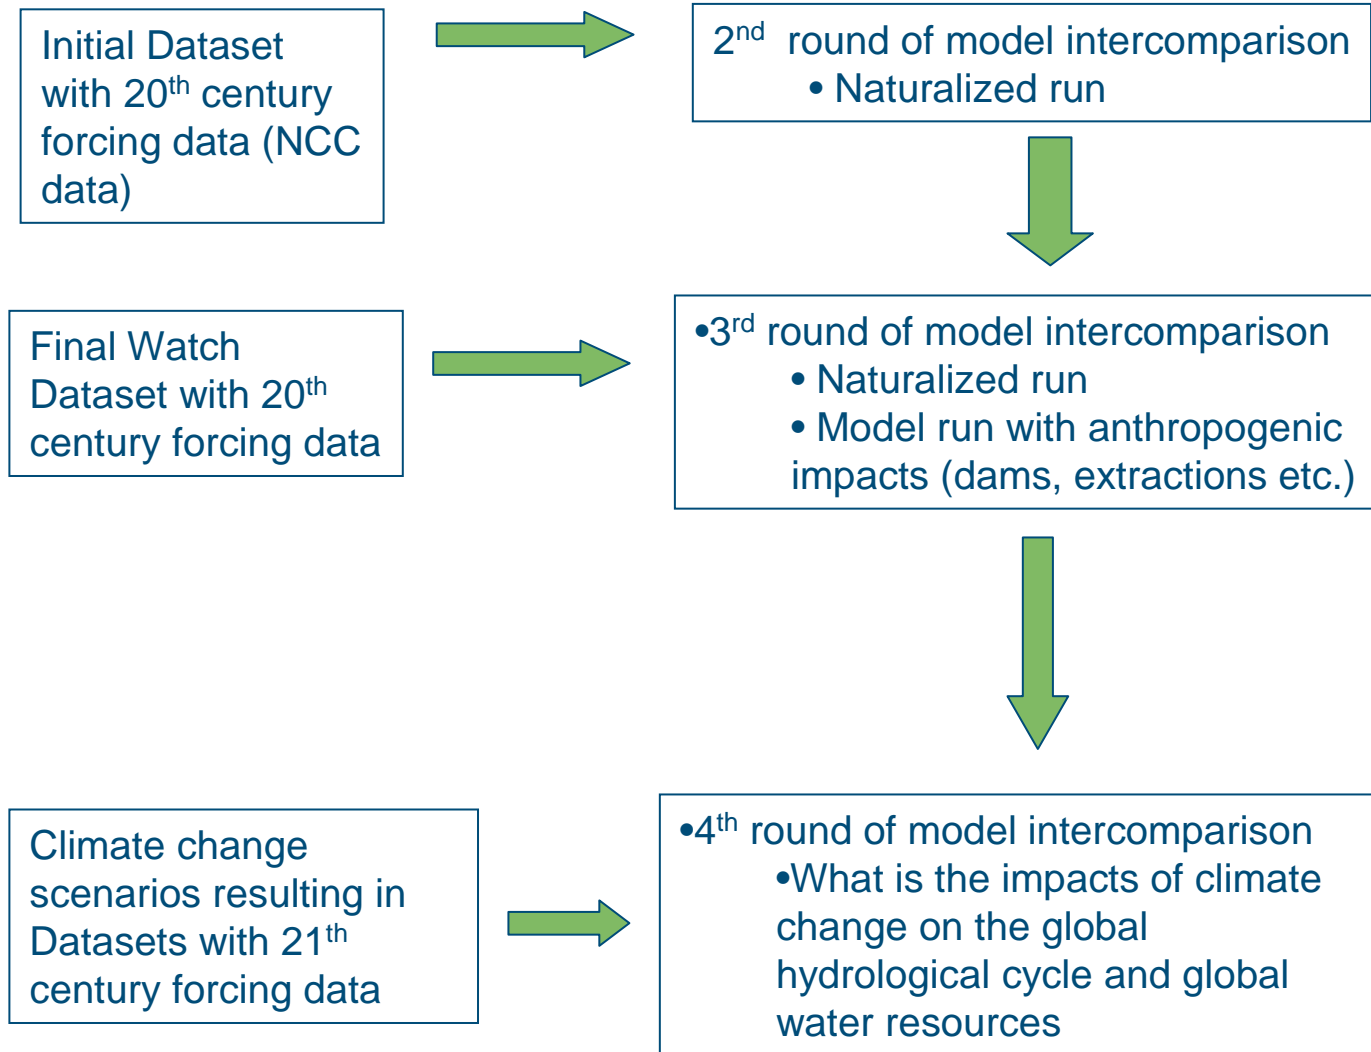 Initial Dataset
with 20th century
forcing data (NCC
data)
2nd round of model intercomparison
• Naturalized run
Final Watch
Dataset with 20th
century forcing data
•3rd round of model intercomparison
• Naturalized run
• Model run with anthropogenic
impacts (dams, extractions etc.)
Climate change
scenarios resulting in
Datasets with 21th
century forcing data
•4th round of model intercomparison
•What is the impacts of climate
change on the global
hydrological cycle and global
water resources